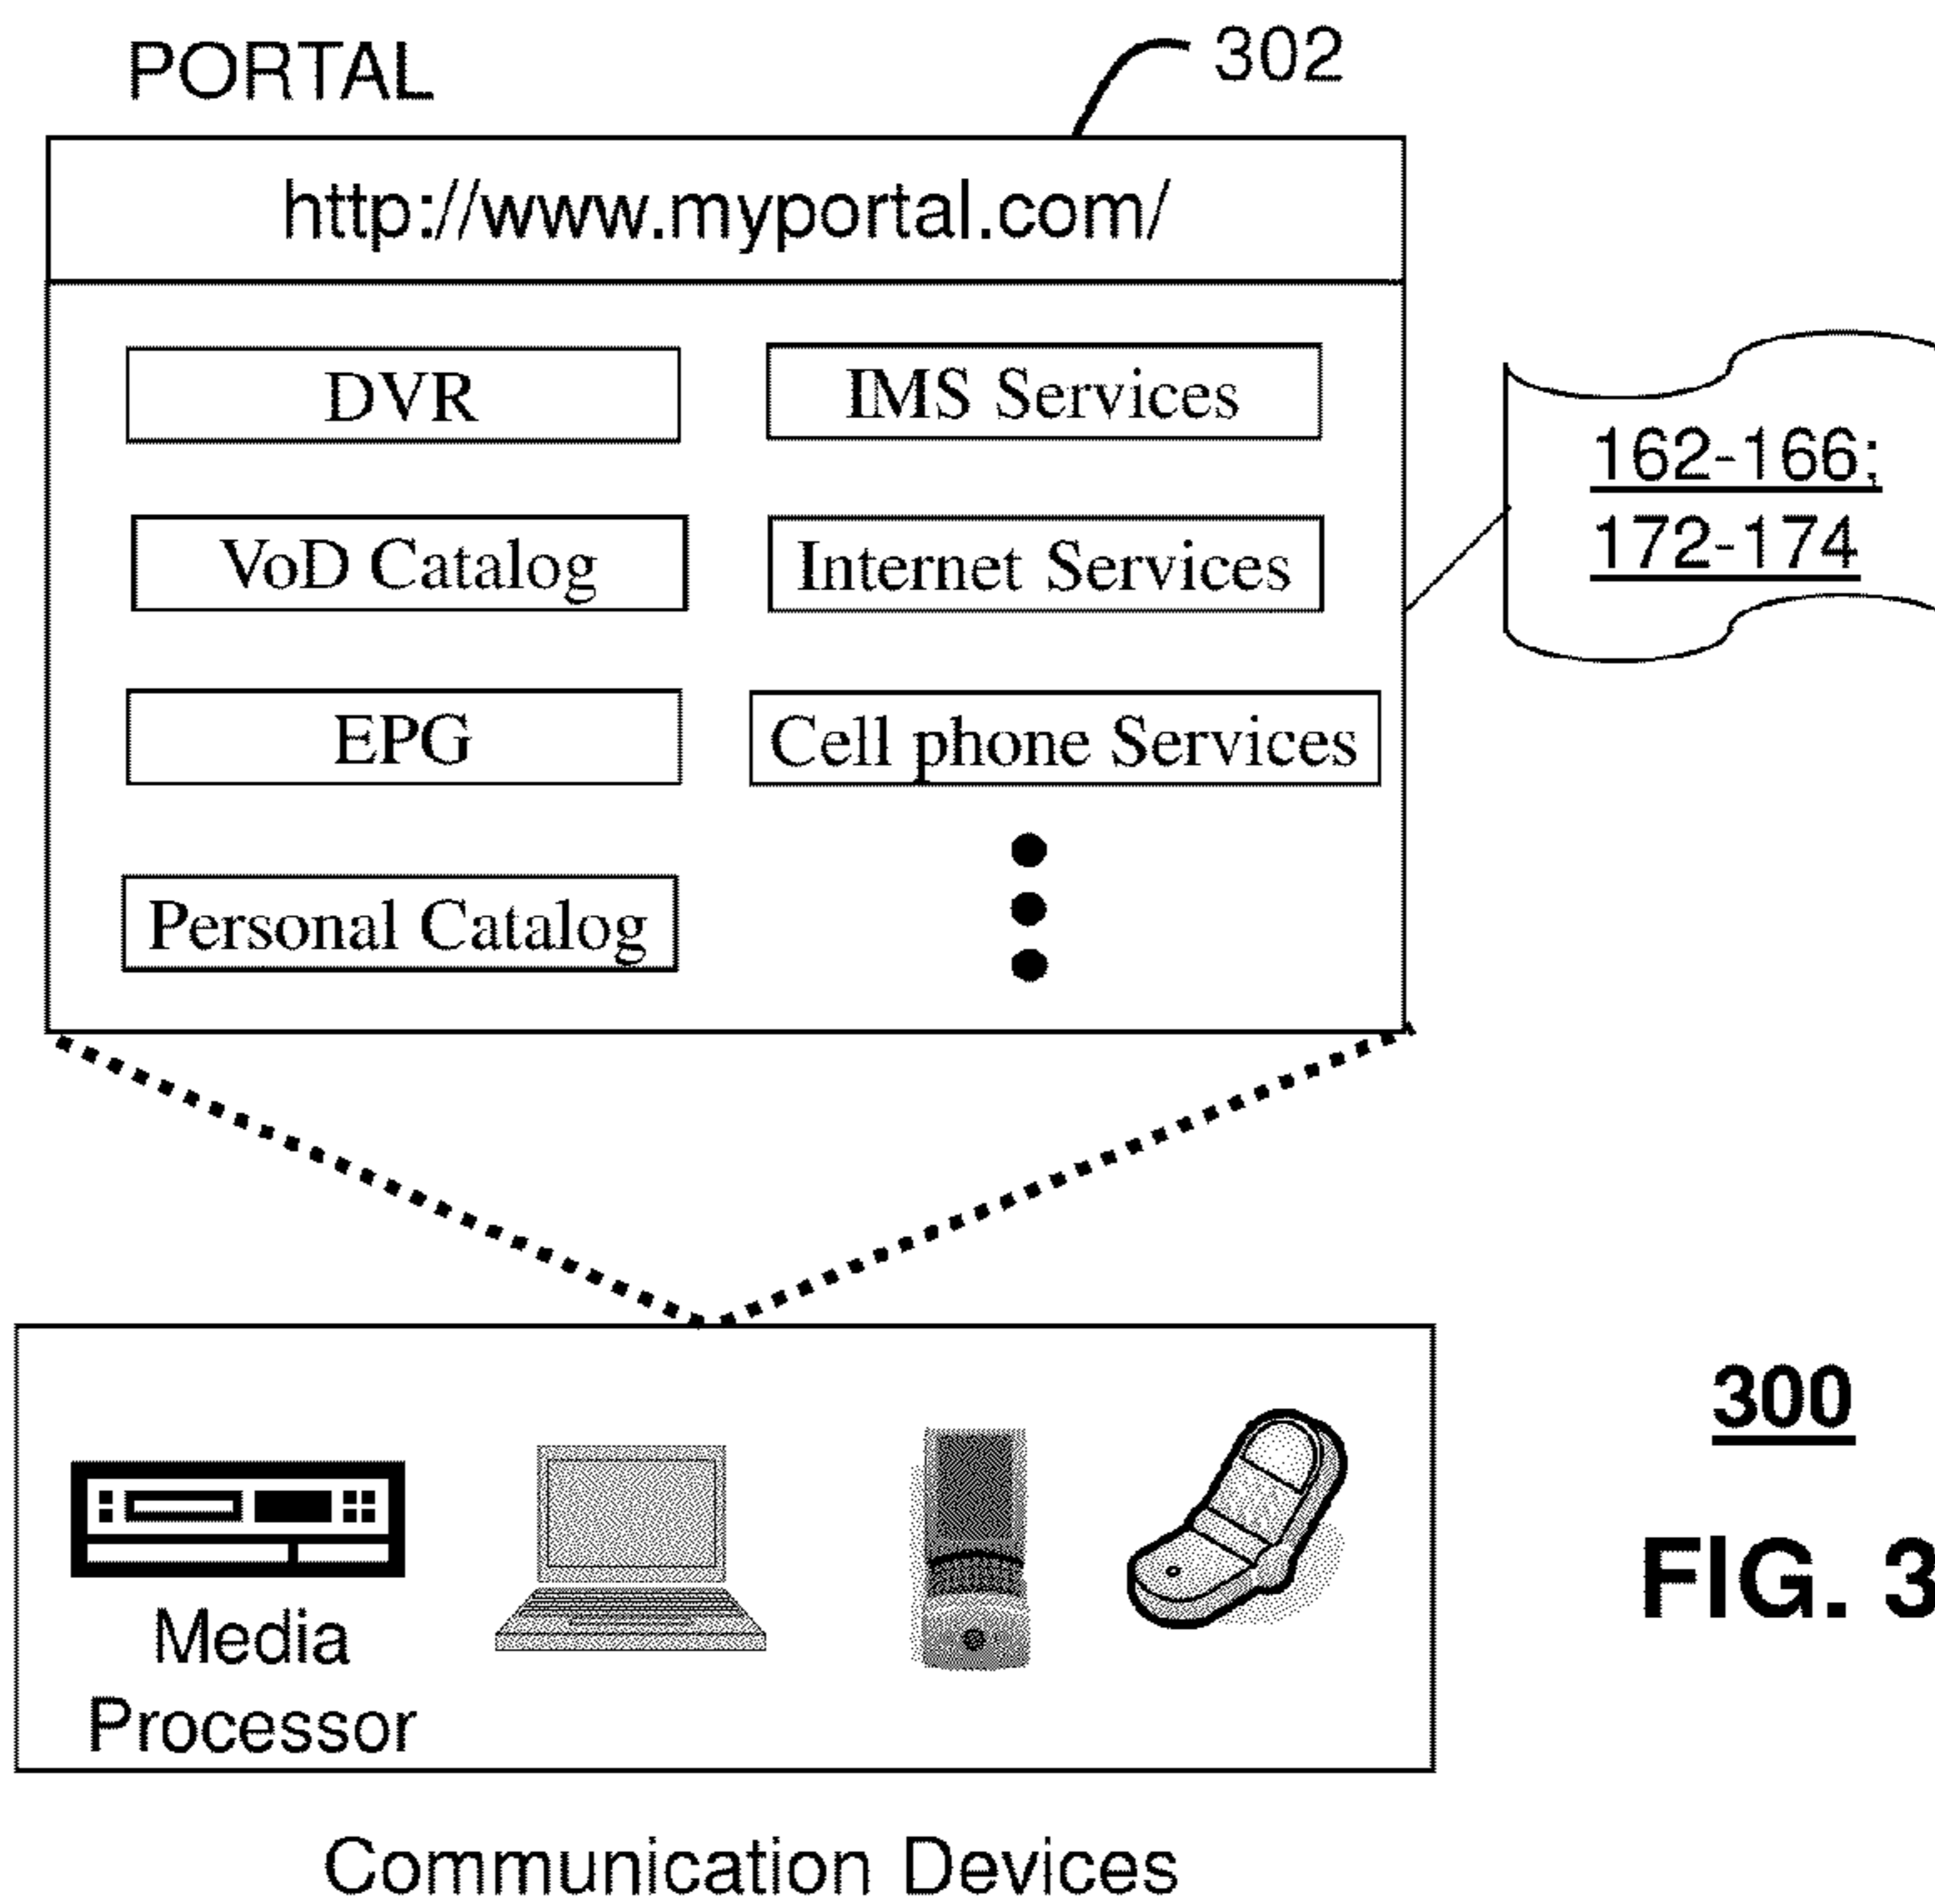 PORTAL
302
http://www.myportal.com/
DVR
IMS Services
VoD Catalog
Internet Services
EPG
Cell phone Services
Personal Catalog
162-166;
172-174
Media
Processor
Communication Devices
300
FIG. 3